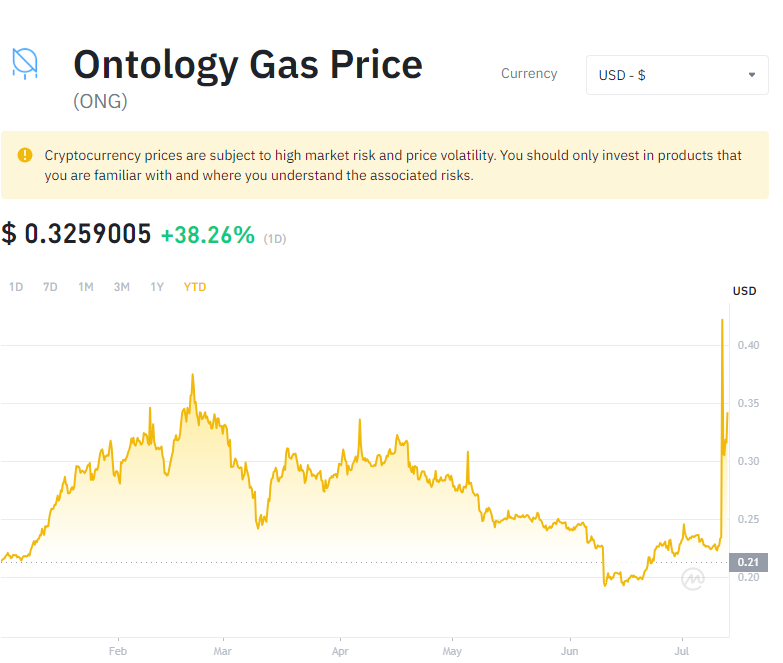 Ontology Gas Price
(ONG)
Currency
USD - $
Cryptocurrency prices are subject to high market risk and price volatility. You should only invest in products that
you are familiar with and where you understand the associated risks.
$ 0.3259005 +38.26% (1D)
1D 7D 1M 3M 1Y YTD
USD
0.40
0.35
0.30
0.25
0.21
0.20
Feb Mar Apr May Jun Jul